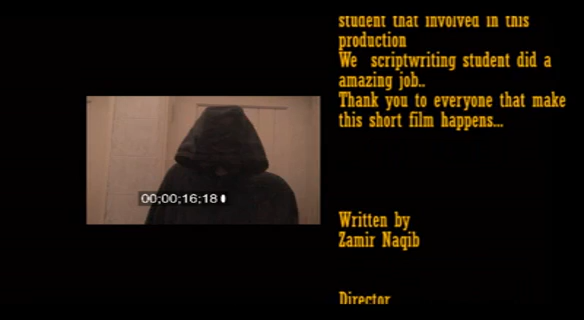 student that involved in this
production
We scriptwriting student did a
amazing job..
Thank you to everyone that make
this short film happens...
00;00;16;18
Written by
Zamir Naqib
Director